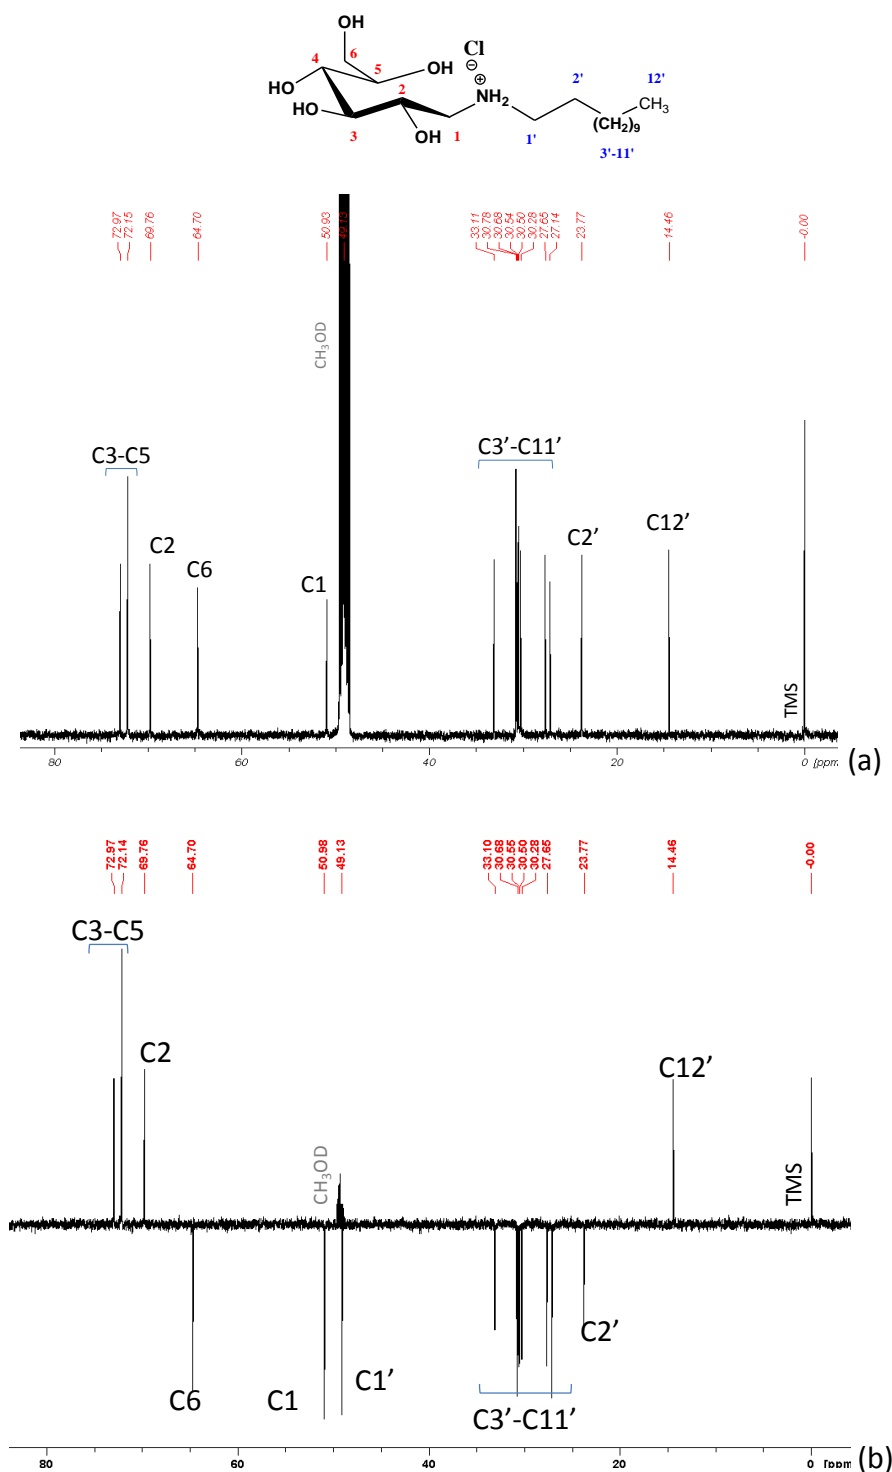 OH
Cl
⊖
6
4
5
OH
2
⊕
NH2
2'
12'
CH3
HO
HO
(CH2)9
3
OH
1
1'
3'-11'
72.97
72.15
69.76
64.70
50.93
49.13
33.11
30.78
30.68
30.54
30.50
30.28
27.65
27.14
23.77
14.46
-0.00
CH3OD
C3-C5
C3’-C11’
C2
C6
C1
C2’
C12’
TMS
80
60
40
20
0 [ppm
(a)
72.97
72.14
69.76
64.70
50.98
49.13
33.10
30.68
30.55
30.50
30.28
27.65
23.77
14.46
-0.00
C3-C5
C2
C12’
CH3OD
TMS
C2’
C6
C1
C1’
C3’-C11’
80
60
40
20
0 [ppm
(b)